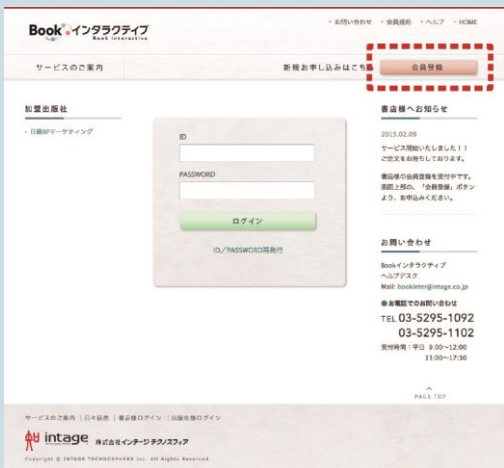 Book インタラクティブ
Book Interactive
・お問い合わせ ・会員規約 ・ヘルプ ・HOME
サービスのご案内
新規お申し込みはこちら
会員登録
加盟出版社
・日経BPマーケティング
ID
PASSWORD
ログイン
ID/PASSWORD再発行
書店様へお知らせ
2015.02.09
サービス開始いたしました！！
ご注文をお待ちしております。
書店様の会員登録を受付中です。
画面上部の、「会員登録」ボタン
より、お申込みください。
お問い合わせ
Bookインタラクティブ
ヘルプデスク
Mail: bookinter@intage.co.jp
●お電話でのお問い合わせ
TEL.03-5295-1092
03-5295-1102
受付時間：平日 9:00〜12:00
13:00〜17:30
PAGE TOP
サービスのご案内 | 日々録景 | 書店様ログイン | 出版社様ログイン
intage 株式会社インテージテクノスフィア
Copyright © INTAGE TECHNOSPHERE Inc. All Rights Reserved.